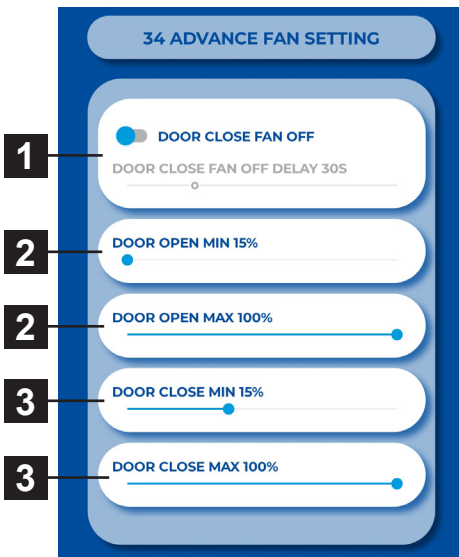 34 ADVANCE FAN SETTING
1
DOOR CLOSE FAN OFF
DOOR CLOSE FAN OFF DELAY 30S
2
DOOR OPEN MIN 15%
2
DOOR OPEN MAX 100%
3
DOOR CLOSE MIN 15%
3
DOOR CLOSE MAX 100%